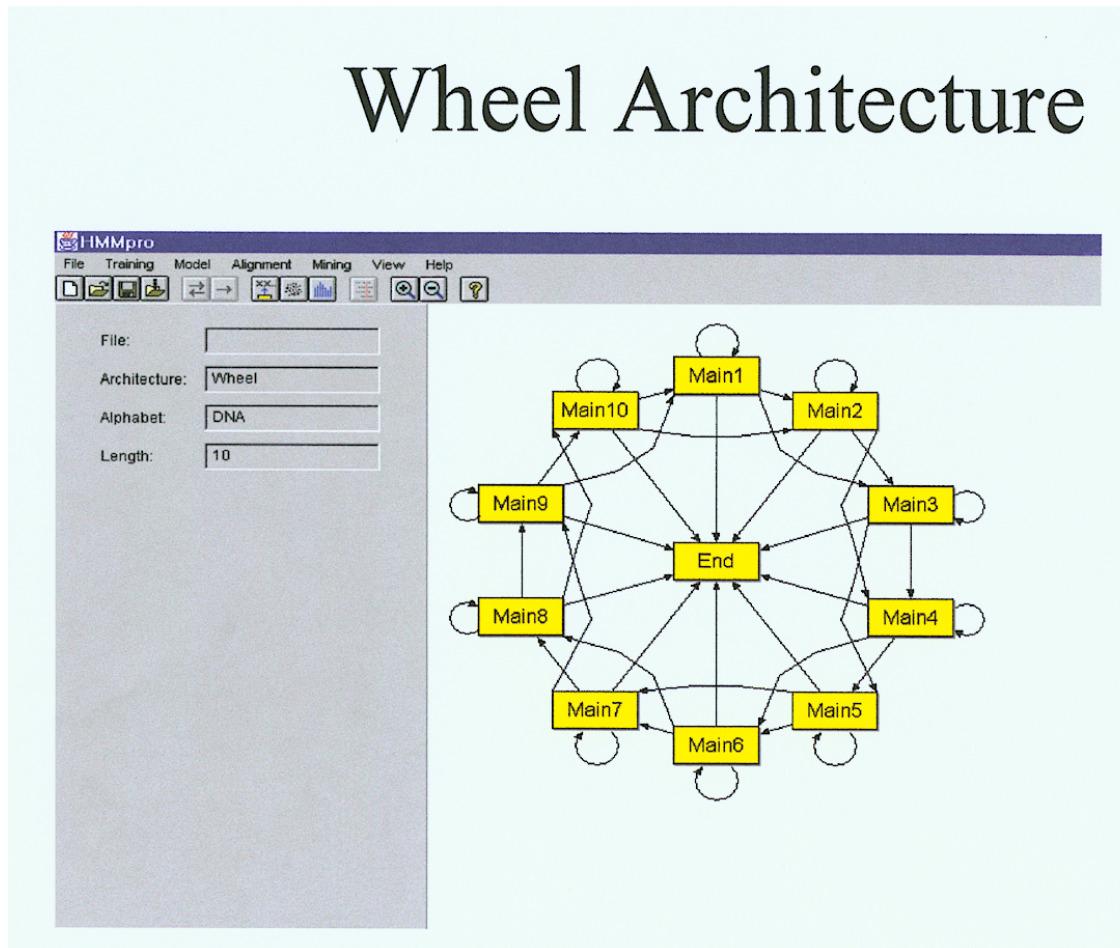 Wheel Architecture
HMMpro
File Training Model Alignment Mining View Help
File:
Architecture: Wheel
Alphabet: DNA
Length: 10
Main1
Main10
Main2
Main9
Main3
End
Main8
Main4
Main7
Main5
Main6